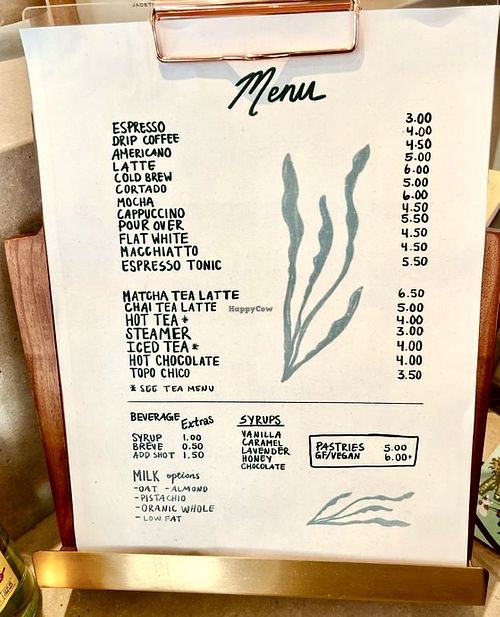 Menu
ESPRESSO 3.00
DRIP COFFEE 4.00
AMERICANO 4.50
LATTE 5.00
COLD BREW 6.00
CORTADO 5.00
MOCHA 6.00
CAPPUCCINO 4.50
POUR OVER 5.50
FLAT WHITE 4.50
MACCHIATTO 4.50
ESPRESSO TONIC 5.50
MATCHA TEA LATTE 6.50
CHAI TEA LATTE 5.00
HOT TEA* 4.00
STEAMER 3.00
ICED TEA* 4.00
HOT CHOCOLATE 4.00
TOPO CHICO 3.50
* SEE TEA MENU
HappyCow
BEVERAGE Extras
SYRUP 1.00
BREVE 0.50
ADD SHOT 1.50
MILK options
-OAT -ALMOND
-PISTACHIO
-ORANIC WHOLE
-LOW FAT
SYRUPS
VANILLA
CARAMEL
LAVENDER
HONEY
CHOCOLATE
PASTRIES 5.00
GF/VEGAN 6.00+